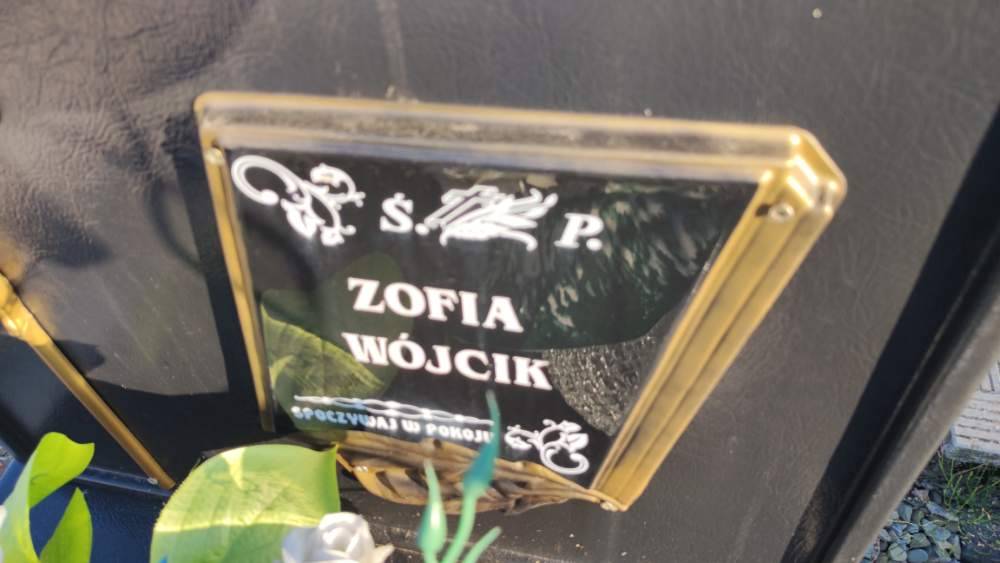 Ś. P.
ZOFIA
WÓJCIK
SPOCZYWAJ W POKOJU